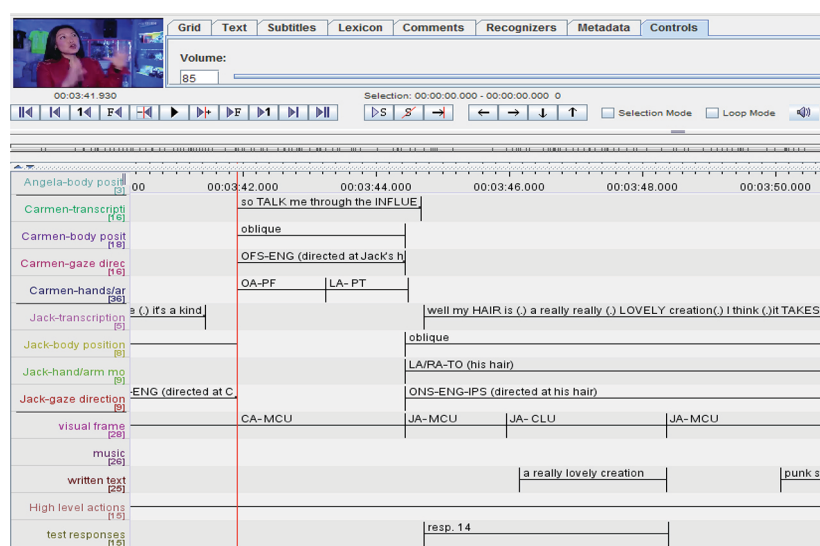 Grid Text Subtitles Lexicon Comments Recognizers Metadata Controls
Volume:
85
00:03:41.930 Selection: 00:00:00.000 - 00:00:00.000 0
1 F + F 1 S S Selection Mode Loop Mode
00 00:03:42.000 00:03:44.000 00:03:46.000 00:03:48.000 00:03:50.000
Angela-body posit
[3]
Carmen-transcripti so TALK me through the INFLUE
[16]
Carmen-body posit oblique
[18]
Carmen-gaze direc OFS-ENG (directed at Jack's h
[16]
Carmen-hands/ar OA-PF LA- PT
[36]
Jack-transcription e (.) it's a kind well my HAIR is (.) a really really (.) LOVELY creation(.) I think (.)it TAKES
[5]
Jack-body position oblique
[8]
Jack-hand/arm mo LA/RA-TO (his hair)
[9]
Jack-gaze direction -ENG (directed at C ONS-ENG-IPS (directed at his hair)
[9]
visual frame CA-MCU JA-MCU JA- CLU JA-MCU
[28]
music
[26]
written text a really lovely creation punk s
[25]
High level actions
[15]
test responses resp. 14
[15]